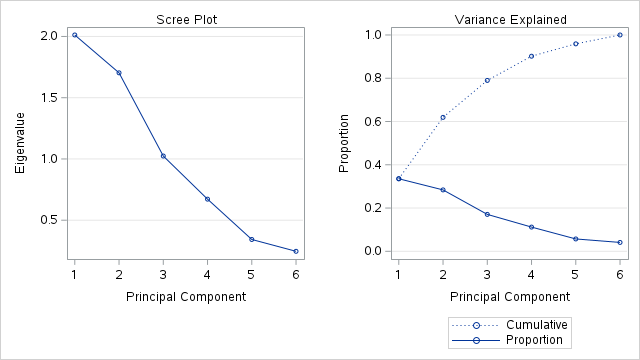 Scree Plot
2.0
1.5
1.0
0.5
Eigenvalue
1 2 3 4 5 6
Principal Component
Variance Explained
1.0
0.8
0.6
0.4
0.2
0.0
Proportion
1 2 3 4 5 6
Principal Component
Cumulative
Proportion